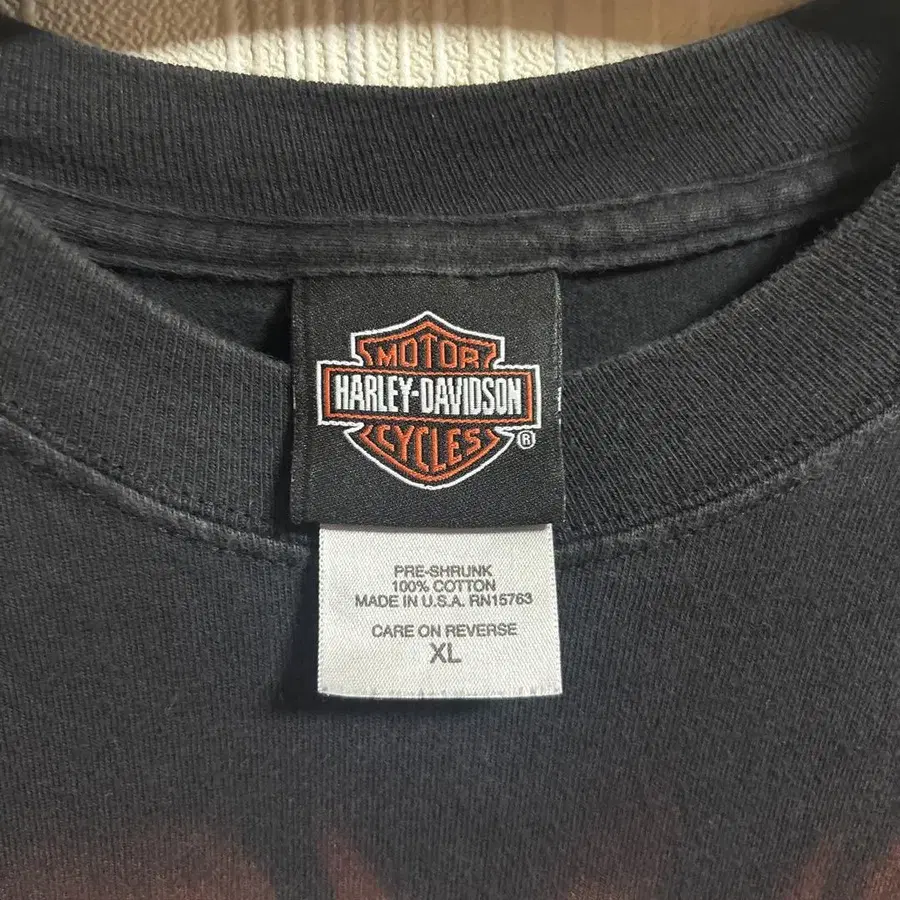 MOTOR
HARLEY-DAVIDSON
CYCLES
®
PRE-SHRUNK
100% COTTON
MADE IN U.S.A. RN15763
CARE ON REVERSE
XL